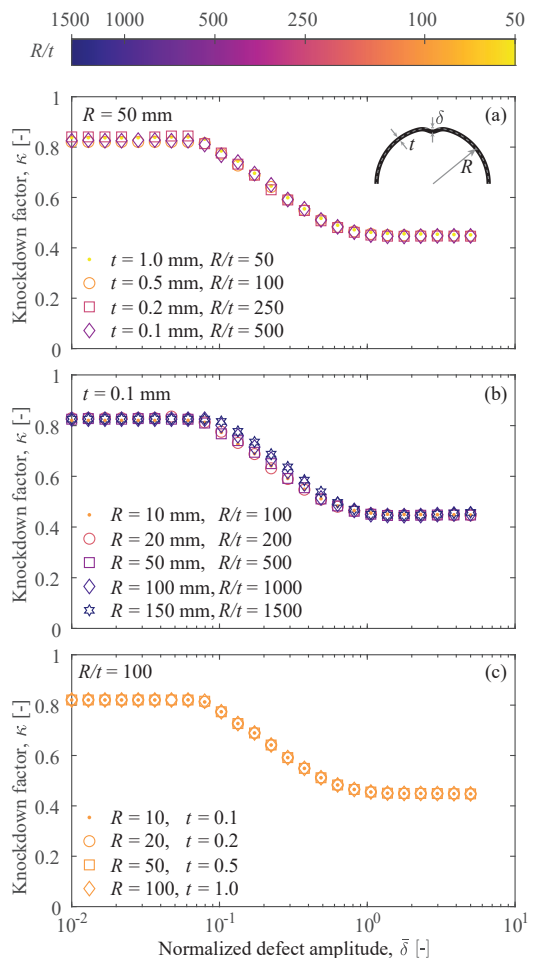 1500 1000 500 250 100 50
R/t
R = 50 mm
(a)
δ
t
R
Knockdown factor, κ [-]
1
0.8
0.6
0.4
0.2
0
t = 1.0 mm, R/t = 50
t = 0.5 mm, R/t = 100
t = 0.2 mm, R/t = 250
t = 0.1 mm, R/t = 500
t = 0.1 mm
(b)
Knockdown factor, κ [-]
1
0.8
0.6
0.4
0.2
0
R = 10 mm, R/t = 100
R = 20 mm, R/t = 200
R = 50 mm, R/t = 500
R = 100 mm, R/t = 1000
R = 150 mm, R/t = 1500
R/t = 100
(c)
Knockdown factor, κ [-]
1
0.8
0.6
0.4
0.2
0
R = 10, t = 0.1
R = 20, t = 0.2
R = 50, t = 0.5
R = 100, t = 1.0
10⁻² 10⁻¹ 10⁰ 10¹
Normalized defect amplitude, δ̄ [-]